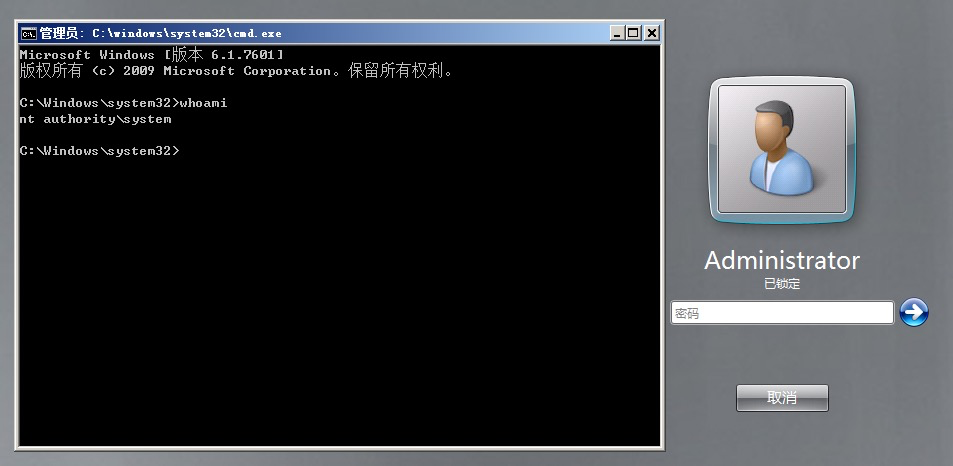 管理员: C:\windows\system32\cmd.exe
Microsoft Windows [版本 6.1.7601]
版权所有 (c) 2009 Microsoft Corporation。保留所有权利。
C:\Windows\system32>whoami
nt authority\system
C:\Windows\system32>
Administrator
已锁定
密码
取消